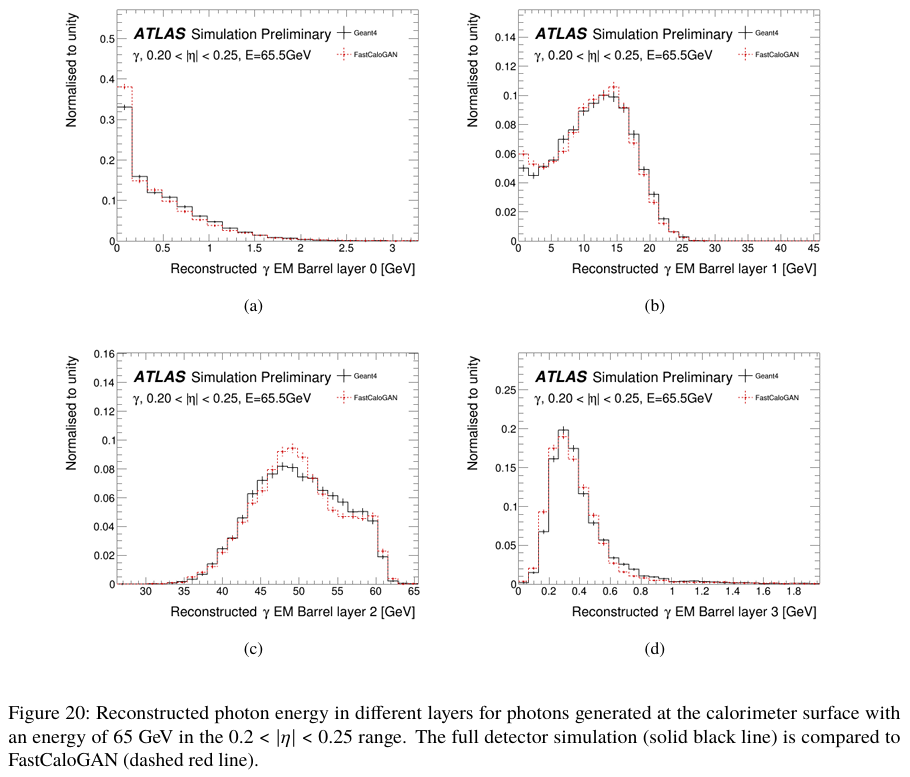 Normalised to unity
0.5
0.4
0.3
0.2
0.1
0
ATLAS Simulation Preliminary
γ, 0.20 < |η| < 0.25, E=65.5GeV
Geant4
FastCaloGAN
0 0.5 1 1.5 2 2.5 3
Reconstructed γ EM Barrel layer 0 [GeV]
(a)
Normalised to unity
0.14
0.12
0.1
0.08
0.06
0.04
0.02
0
ATLAS Simulation Preliminary
γ, 0.20 < |η| < 0.25, E=65.5GeV
Geant4
FastCaloGAN
0 5 10 15 20 25 30 35 40 45
Reconstructed γ EM Barrel layer 1 [GeV]
(b)
Normalised to unity
0.16
0.14
0.12
0.1
0.08
0.06
0.04
0.02
0
ATLAS Simulation Preliminary
γ, 0.20 < |η| < 0.25, E=65.5GeV
Geant4
FastCaloGAN
30 35 40 45 50 55 60 65
Reconstructed γ EM Barrel layer 2 [GeV]
(c)
Normalised to unity
0.25
0.2
0.15
0.1
0.05
0
ATLAS Simulation Preliminary
γ, 0.20 < |η| < 0.25, E=65.5GeV
Geant4
FastCaloGAN
0 0.2 0.4 0.6 0.8 1 1.2 1.4 1.6 1.8
Reconstructed γ EM Barrel layer 3 [GeV]
(d)
Figure 20: Reconstructed photon energy in different layers for photons generated at the calorimeter surface with
an energy of 65 GeV in the 0.2 < |η| < 0.25 range. The full detector simulation (solid black line) is compared to
FastCaloGAN (dashed red line).